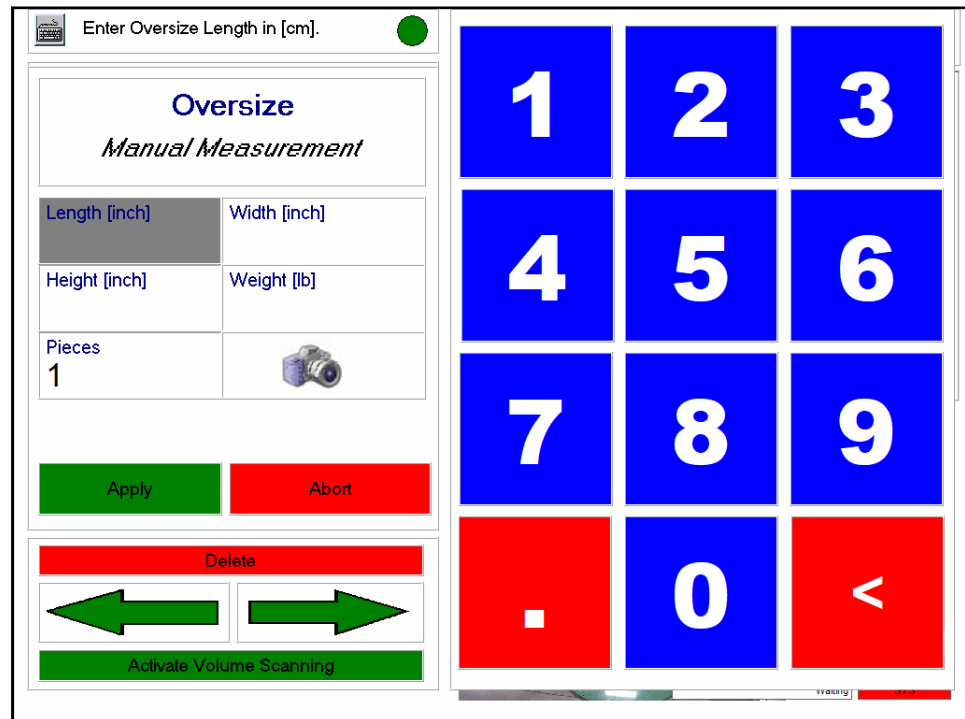 Enter Oversize Length in [cm].
Oversize
Manual Measurement
Length [inch] Width [inch]
Height [inch] Weight [lb]
Pieces
1
Apply Abort
Delete
Activate Volume Scanning
1 2 3
4 5 6
7 8 9
. 0 <
Waiting